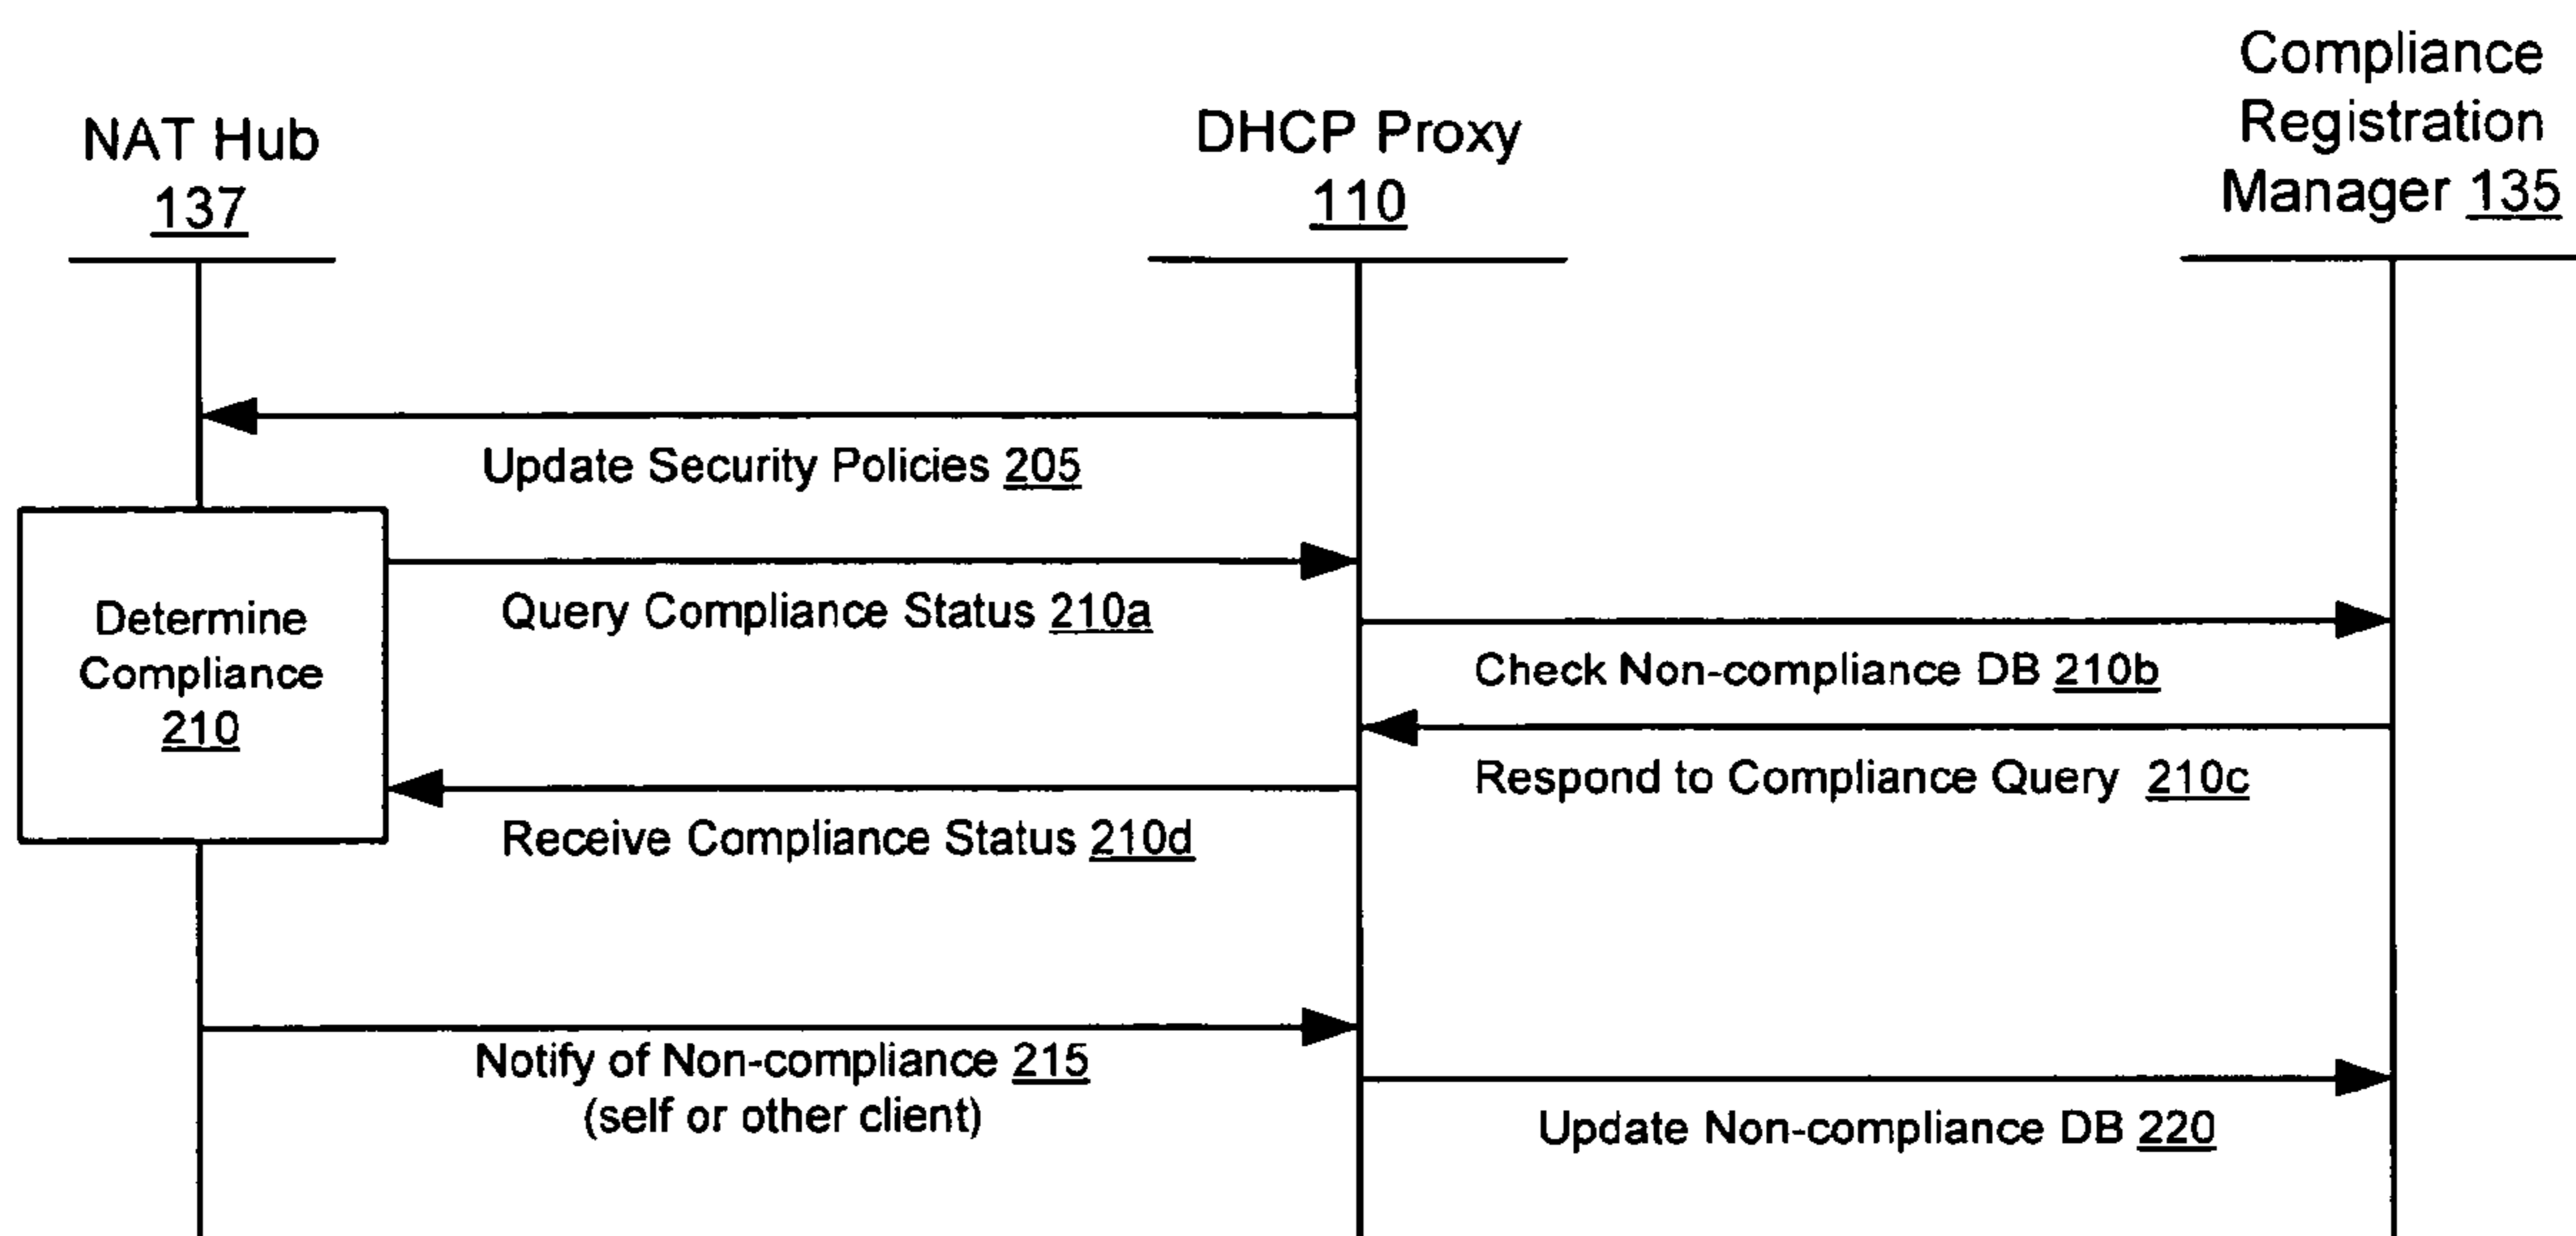 NAT Hub
137
DHCP Proxy
110
Compliance
Registration
Manager 135
Update Security Policies 205
Determine
Compliance
210
Query Compliance Status 210a
Check Non-compliance DB 210b
Respond to Compliance Query 210c
Receive Compliance Status 210d
Notify of Non-compliance 215
(self or other client)
Update Non-compliance DB 220